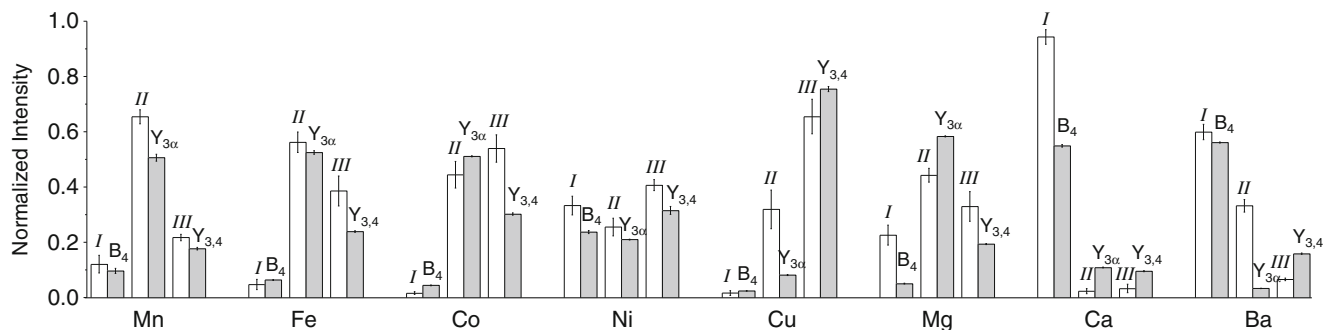 Normalized Intensity
1.0
0.8
0.6
0.4
0.2
0.0
I B4 II Y3α III Y3,4
I B4 II Y3α III Y3,4
I B4 II Y3α III Y3,4
I B4 II Y3α III Y3,4
I B4 II Y3α III Y3,4
I B4 II Y3α III Y3,4
I B4 II Y3α III Y3,4
I B4 II Y3α III Y3,4
Mn Fe Co Ni Cu Mg Ca Ba